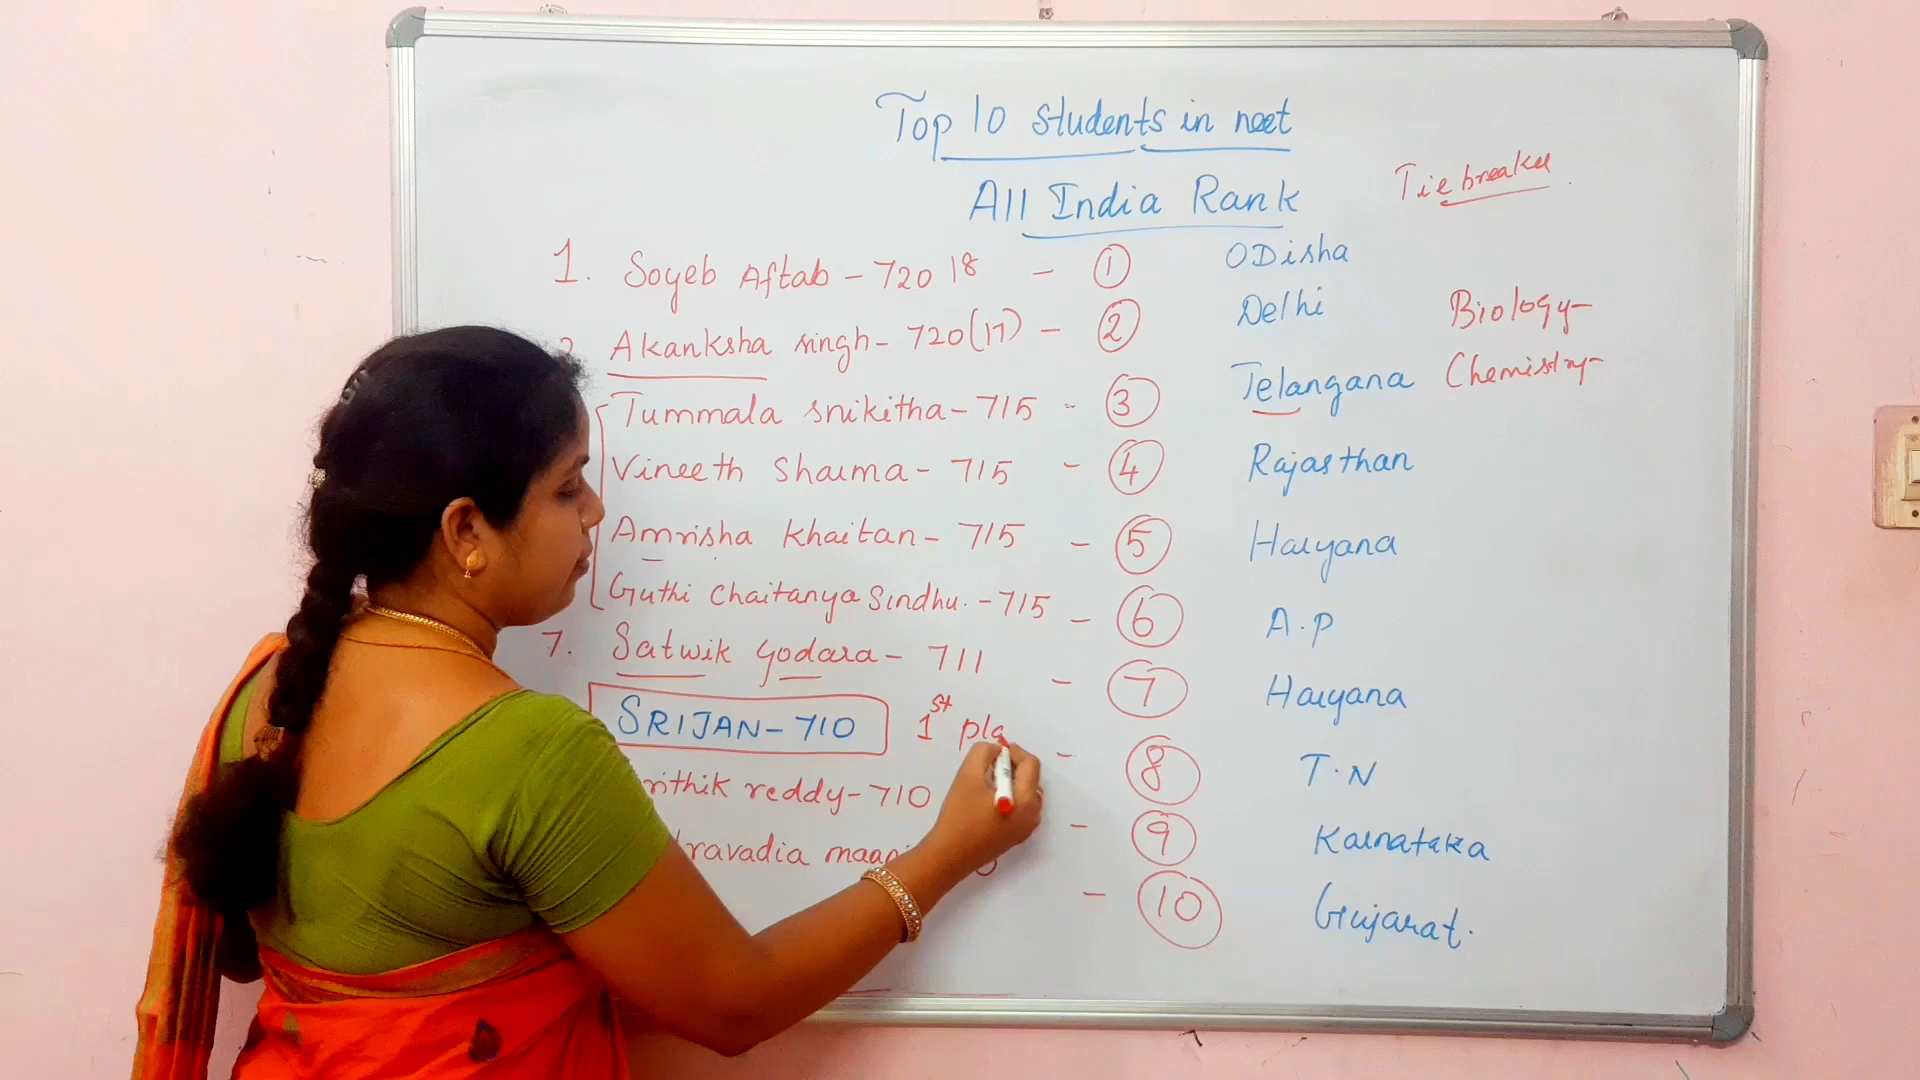 Top 10 students in neet
All India Rank
Tie breaker
1. Soyeb Aftab - 720 18 - 1 Odisha
Akanksha singh - 720(17) - 2 Delhi Biology-
Tummala snikitha - 715 - 3 Telangana Chemistry-
Vineeth Sharma - 715 - 4 Rajasthan
Amrisha Khaitan - 715 - 5 Haryana
Guthi Chaitanya Sindhu. - 715 - 6 A.P
7. Satwik godara - 711 - 7 Haryana
SRIJAN - 710 1st pla - 8 T.N
rithik reddy - 710 - 9 Karnataka
ravadia - 10 Gujarat.